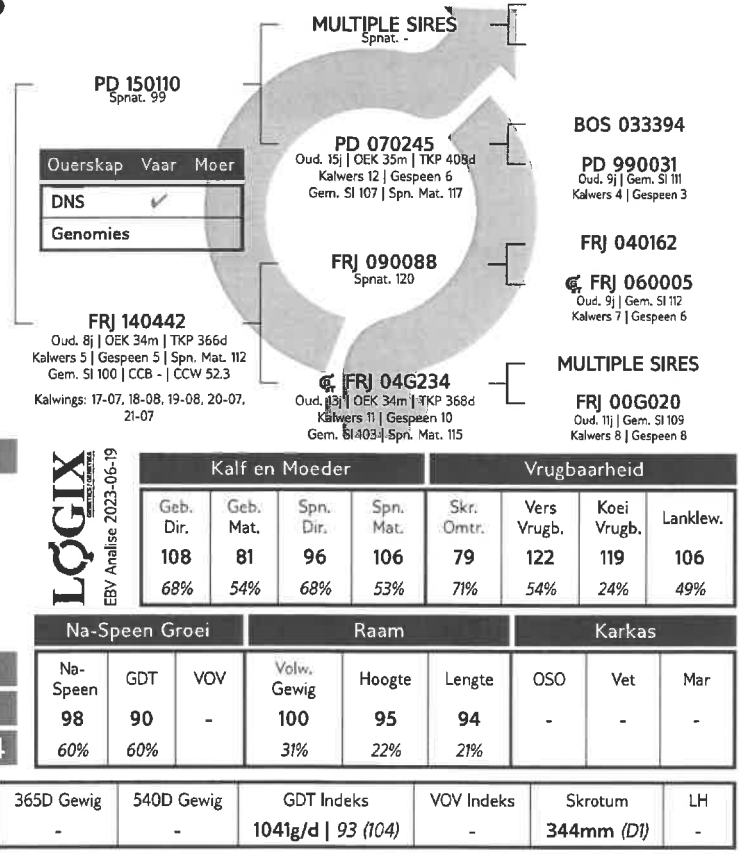 MULTIPLE SIRES
Spnat. -
PD 150110
Spnat. 99
PD 070245
Oud. 15j | OEK 35m | TKP 408d
Kalwers 12 | Gespeen 6
Gem. SI 107 | Spn. Mat. 117
BOS 033394
PD 990031
Oud. 9j | Gem. SI 111
Kalwers 4 | Gespeen 3
Ouerskap Vaar Moer
DNS ✓
Genomies
FRJ 090088
Spnat. 120
FRJ 040162
FRJ 060005
Oud. 9j | Gem. SI 112
Kalwers 7 | Gespeen 6
FRJ 140442
Oud. 8j | OEK 34m | TKP 366d
Kalwers 5 | Gespeen 5 | Spn. Mat. 112
Gem. SI 100 | CCB - | CCW 52.3
Kalwings: 17-07, 18-08, 19-08, 20-07,
21-07
FRJ 04G234
Oud. 13j | OEK 34m | TKP 368d
Kalwers 11 | Gespeen 10
Gem. SI 103 | Spn. Mat. 115
MULTIPLE SIRES
FRJ 00G020
Oud. 11j | Gem. SI 109
Kalwers 8 | Gespeen 8
LOGIX
EBV Analise 2023-06-19
Kalf en Moeder Vrugbaarheid
Geb. Dir. Geb. Mat. Spn. Dir. Spn. Mat. Skr. Omtr. Vers Vrugb. Koei Vrugb. Lanklew.
108 81 96 106 79 122 119 106
68% 54% 68% 53% 71% 54% 24% 49%
Na-Speen Groei Raam Karkas
Na-Speen GDT VOV Volw. Gewig Hoogte Lengte OSO Vet Mar
98 90 - 100 95 94 - - -
60% 60% 31% 22% 21%
4
365D Gewig 540D Gewig GDT Indeks VOV Indeks Skrotum LH
- - 1041g/d | 93 (104) - 344mm (D1) -